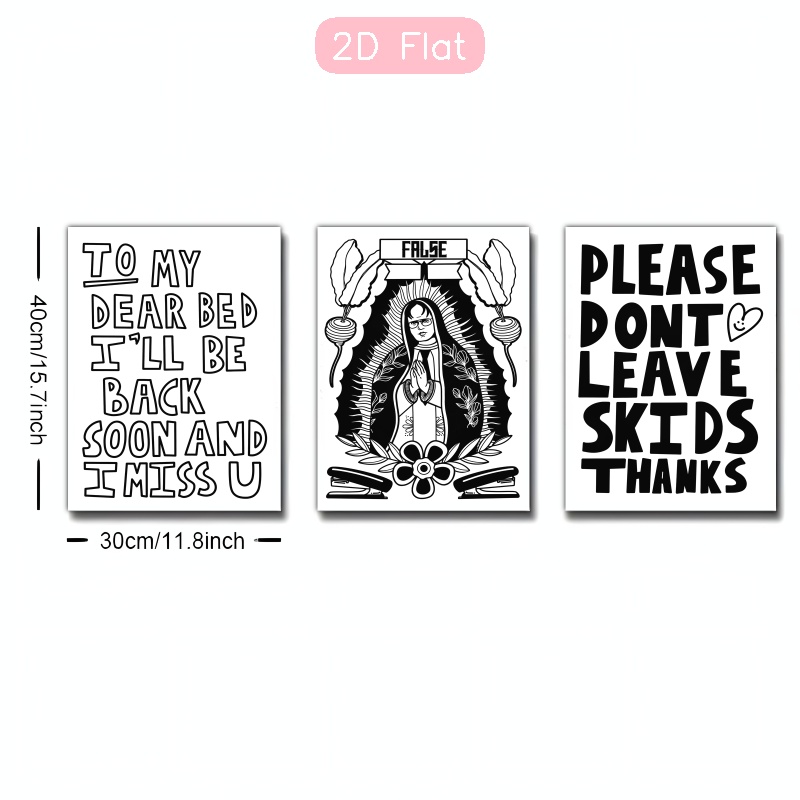 2D Flat
TO MY
DEAR BED
I'LL BE
BACK
SOON AND
I MISS U
FALSE
PLEASE
DONT
LEAVE
SKIDS
THANKS
40cm/15.7inch
30cm/11.8inch